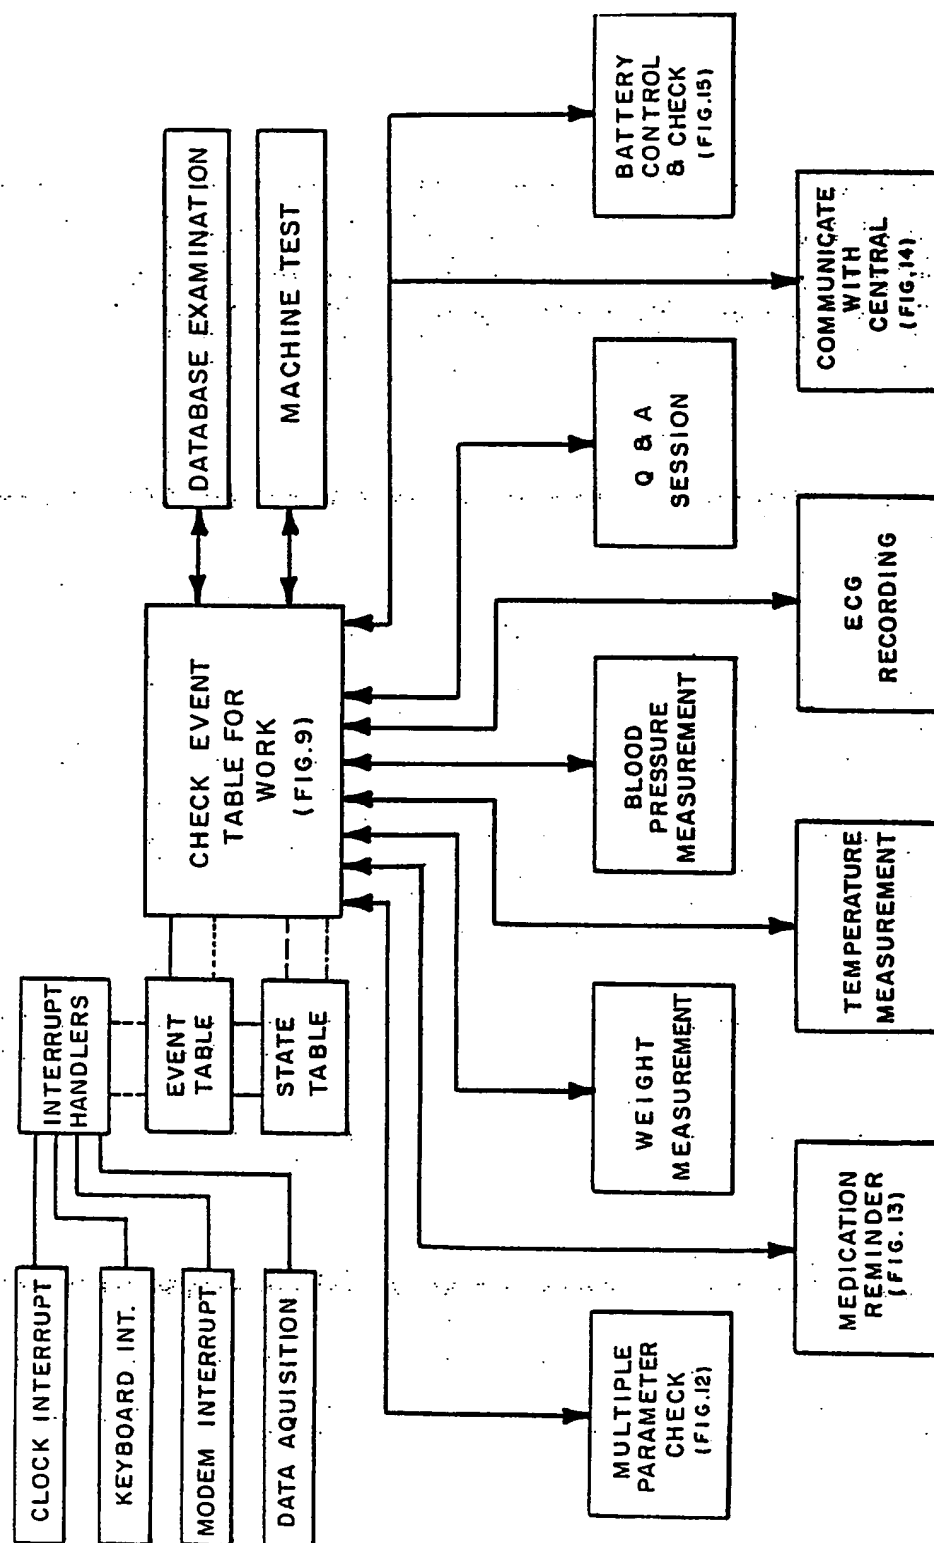 CLOCK INTERRUPT
KEYBOARD INT.
MODEM INTERRUPT
DATA AQUISITION
INTERRUPT
HANDLERS
EVENT
TABLE
STATE
TABLE
CHECK EVENT
TABLE FOR
WORK
(FIG.9)
DATABASE EXAMINATION
MACHINE TEST
MULTIPLE
PARAMETER
CHECK
(FIG.12)
MEDICATION
REMINDER
(FIG.13)
WEIGHT
MEASUREMENT
TEMPERATURE
MEASUREMENT
BLOOD
PRESSURE
MEASUREMENT
ECG
RECORDING
Q & A
SESSION
COMMUNICATE
WITH
CENTRAL
(FIG.14)
BATTERY
CONTROL
& CHECK
(FIG.15)